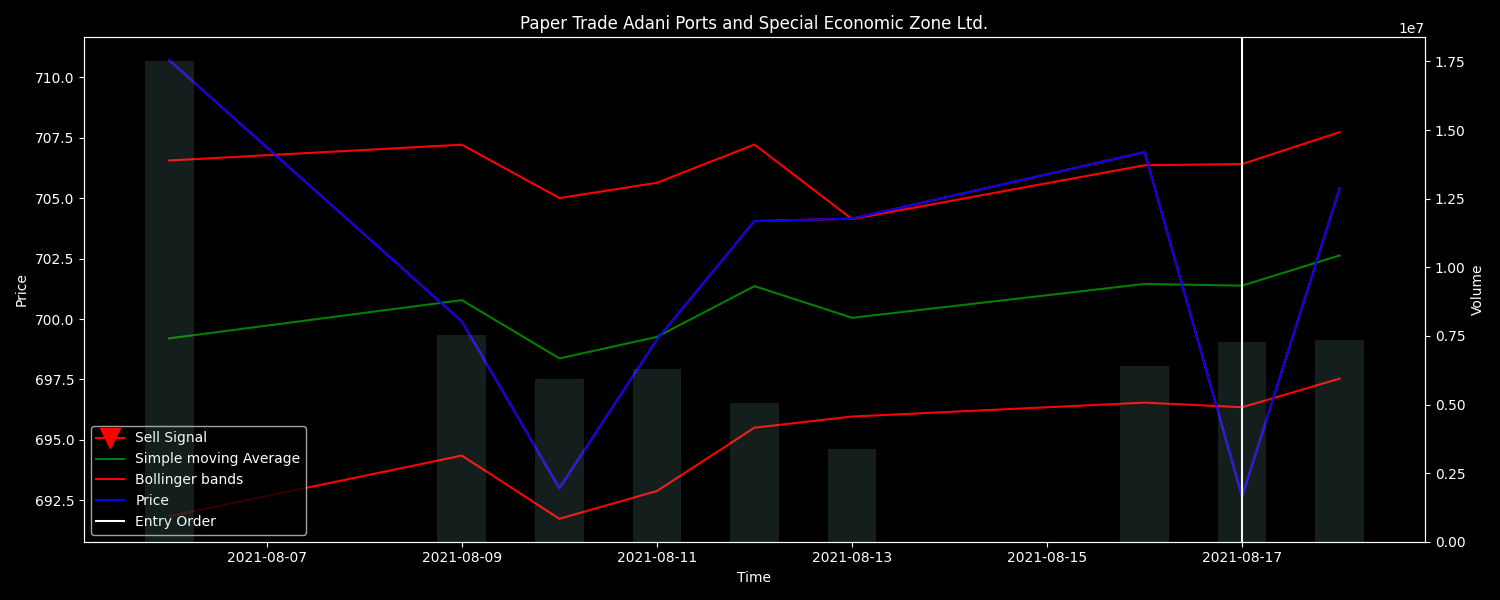 Paper Trade Adani Ports and Special Economic Zone Ltd.
1e7
710.0
707.5
705.0
702.5
700.0
697.5
695.0
692.5
Price
1.75
1.50
1.25
1.00
0.75
0.50
0.25
0.00
Volume
Sell Signal
Simple moving Average
Bollinger bands
Price
Entry Order
2021-08-07 2021-08-09 2021-08-11 2021-08-13 2021-08-15 2021-08-17
Time